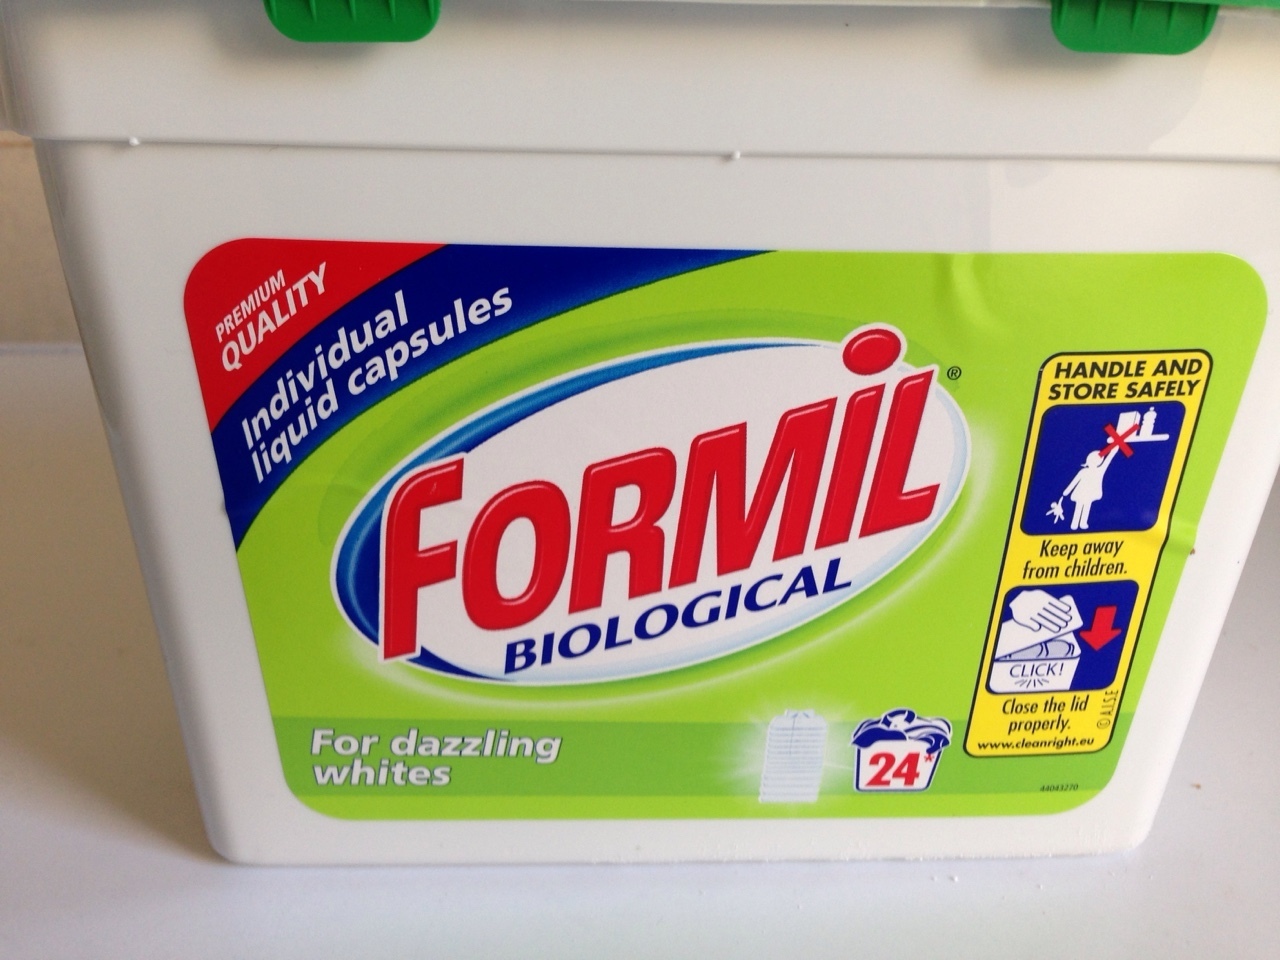 PREMIUM
QUALITY
Individual
liquid capsules
FORMIL
®
BIOLOGICAL
For dazzling
whites
24*
HANDLE AND
STORE SAFELY
Keep away
from children.
CLICK!
Close the lid
properly.
www.cleanright.eu
© A.I.S.E
44043270